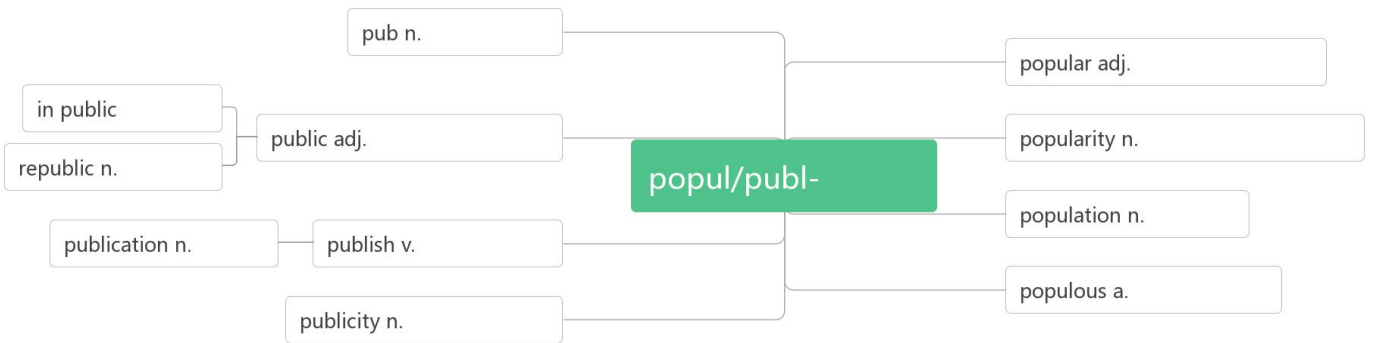 pub n.
in public
republic n.
public adj.
publication n.
publish v.
publicity n.
popul/publ-
popular adj.
popularity n.
population n.
populous a.